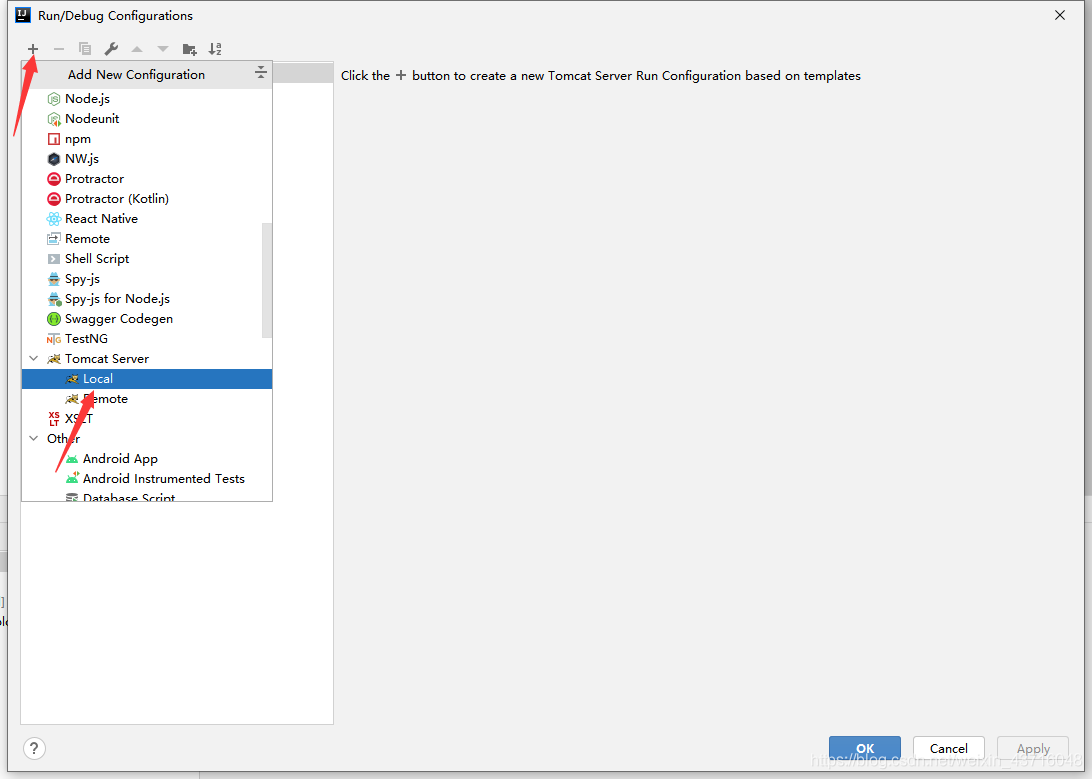 Run/Debug Configurations
Add New Configuration
Click the + button to create a new Tomcat Server Run Configuration based on templates
Node.js
Nodeunit
npm
NW.js
Protractor
Protractor (Kotlin)
React Native
Remote
Shell Script
Spy-js
Spy-js for Node.js
Swagger Codegen
TestNG
Tomcat Server
Local
Remote
XSLT
Other
Android App
Android Instrumented Tests
Database Script
?
OK
Cancel
Apply
https://blog.csdn.net/weixin_43716048